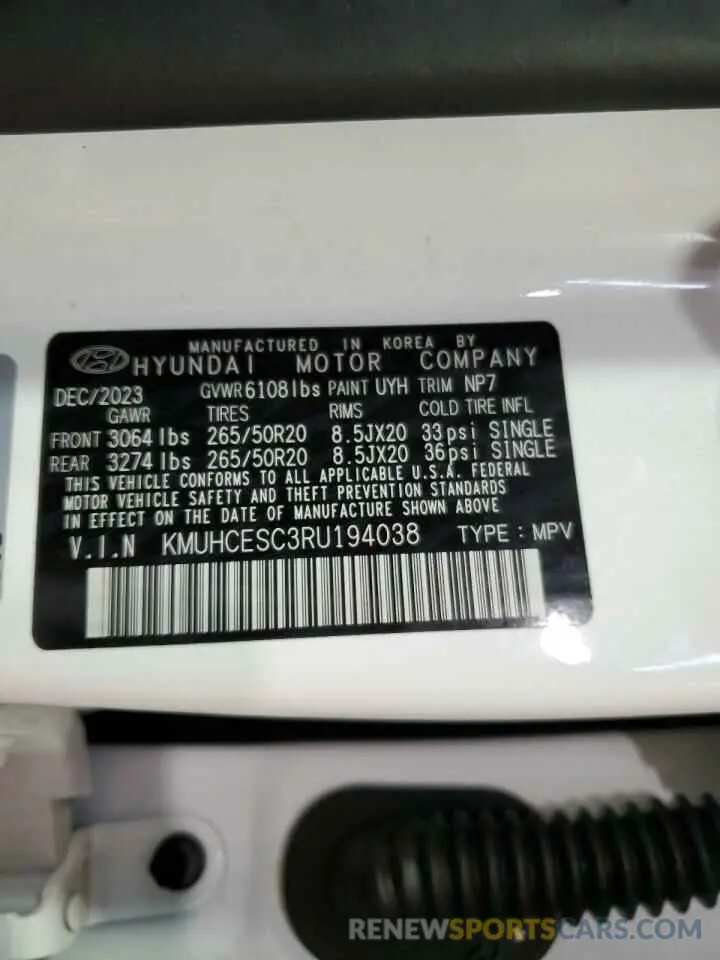 MANUFACTURED IN KOREA BY
HYUNDAI MOTOR COMPANY
DEC/2023 GVWR 6108lbs PAINT UYH TRIM NP7
GAWR TIRES RIMS COLD TIRE INFL
FRONT 3064 lbs 265/50R20 8.5JX20 33psi SINGLE
REAR 3274 lbs 265/50R20 8.5JX20 36psi SINGLE
THIS VEHICLE CONFORMS TO ALL APPLICABLE U.S.A. FEDERAL
MOTOR VEHICLE SAFETY AND THEFT PREVENTION STANDARDS
IN EFFECT ON THE DATE OF MANUFACTURE SHOWN ABOVE
V.I.N KMUHCESC3RU194038 TYPE : MPV
RENEWSPORTSCARS.COM